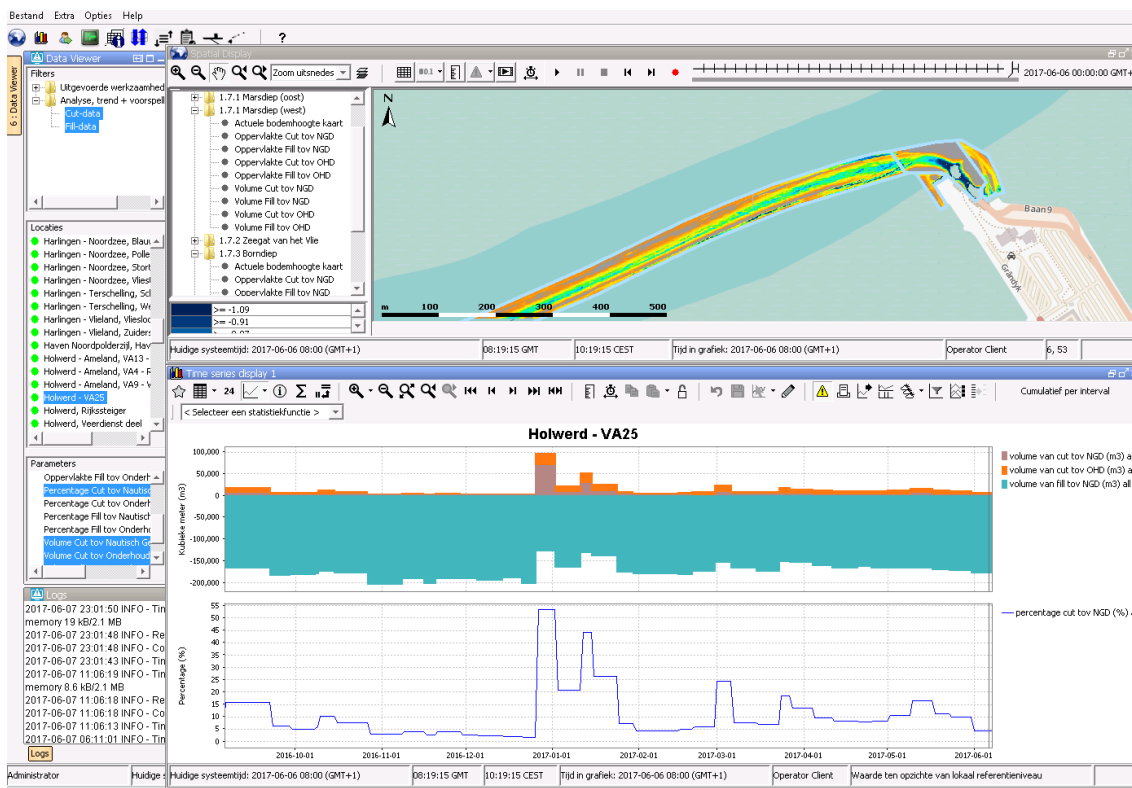 Bestand Extra Opties Help
?
6 : Data Viewer
Data Viewer
Filters
Uitgevoerde werkzaamhed
Analyse, trend + voorspell
Cut-data
Fill-data
Locaties
Harlingen - Noordzee, Blau
Harlingen - Noordzee, Polle
Harlingen - Noordzee, Stort
Harlingen - Noordzee, Vliest
Harlingen - Terschelling, Sc
Harlingen - Terschelling, We
Harlingen - Vlieland, Vliesloo
Harlingen - Vlieland, Zuiders
Haven Noordpolderzijl, Hav
Holwerd - Ameland, VA13 -
Holwerd - Ameland, VA4 - R
Holwerd - Ameland, VA9 - V
Holwerd - VA25
Holwerd, Rijkssteiger
Holwerd, Veerdienst deel
Parameters
Oppervlakte Fill tov Onderh
Percentage Cut tov Nautisc
Percentage Cut tov Onderh
Percentage Fill tov Nautisch
Percentage Fill tov Onderho
Volume Cut tov Nautisch Ge
Volume Cut tov Onderhoud
Logs
2017-06-07 23:01:50 INFO - Tin
memory 19 kB/2.1 MB
2017-06-07 23:01:48 INFO - Re
2017-06-07 23:01:48 INFO - Co
2017-06-07 23:01:43 INFO - Tin
2017-06-07 11:06:19 INFO - Tin
memory 8.6 kB/2.1 MB
2017-06-07 11:06:18 INFO - Re
2017-06-07 11:06:18 INFO - Co
2017-06-07 11:06:13 INFO - Tin
2017-06-07 06:11:01 INFO - Tin
Logs
Administrator Huidige s
Spatial Display
Zoom uitsnedes
NO.1
2017-06-06 00:00:00 GMT+
1.7.1 Marsdiep (oost)
1.7.1 Marsdiep (west)
Actuele bodemhoogte kaart
Oppervlakte Cut tov NGD
Oppervlakte Fill tov NGD
Oppervlakte Cut tov OHD
Oppervlakte Fill tov OHD
Volume Cut tov NGD
Volume Fill tov NGD
Volume Cut tov OHD
Volume Fill tov OHD
1.7.2 Zeegat van het Vlie
1.7.3 Borndiep
Actuele bodemhoogte kaart
Oppervlakte Cut tov NGD
Oppervlakte Fill tov NGD
>= -1.09
>= -0.91
N
Baan 9
Grândyk
m 100 200 300 400 500
Huidige systeemtijd: 2017-06-06 08:00 (GMT+1) 08:19:15 GMT 10:19:15 CEST Tijd in grafiek: 2017-06-06 08:00 (GMT+1) Operator Client 6, 53
Time series display 1
24
Cumulatief per interval
< Selecteer een statistiekfunctie >
Holwerd - VA25
Kubieke meter (m3)
100,000
50,000
0
-50,000
-100,000
-150,000
-200,000
volume van cut tov NGD (m3) a
volume van cut tov OHD (m3) a
volume van fill tov NGD (m3) all
Percentage (%)
55
50
45
40
35
30
25
20
15
10
5
0
percentage cut tov NGD (%)
2016-10-01 2016-11-01 2016-12-01 2017-01-01 2017-02-01 2017-03-01 2017-04-01 2017-05-01 2017-06-01
Huidige systeemtijd: 2017-06-06 08:00 (GMT+1) 08:19:15 GMT 10:19:15 CEST Tijd in grafiek: 2017-06-06 08:00 (GMT+1) Operator Client Waarde ten opzichte van lokaal referentieniveau